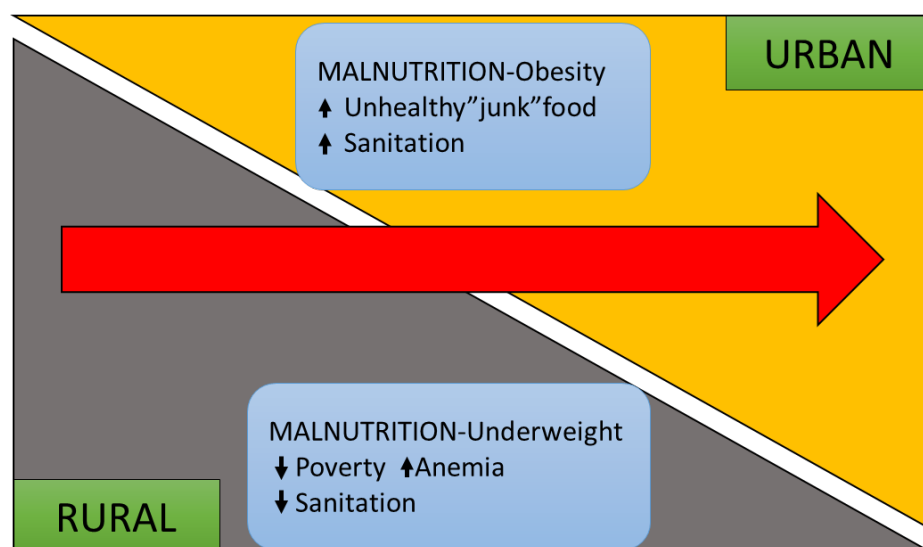 URBAN
MALNUTRITION-Obesity
↑ Unhealthy”junk”food
↑ Sanitation
MALNUTRITION-Underweight
↓ Poverty ↑Anemia
↓ Sanitation
RURAL